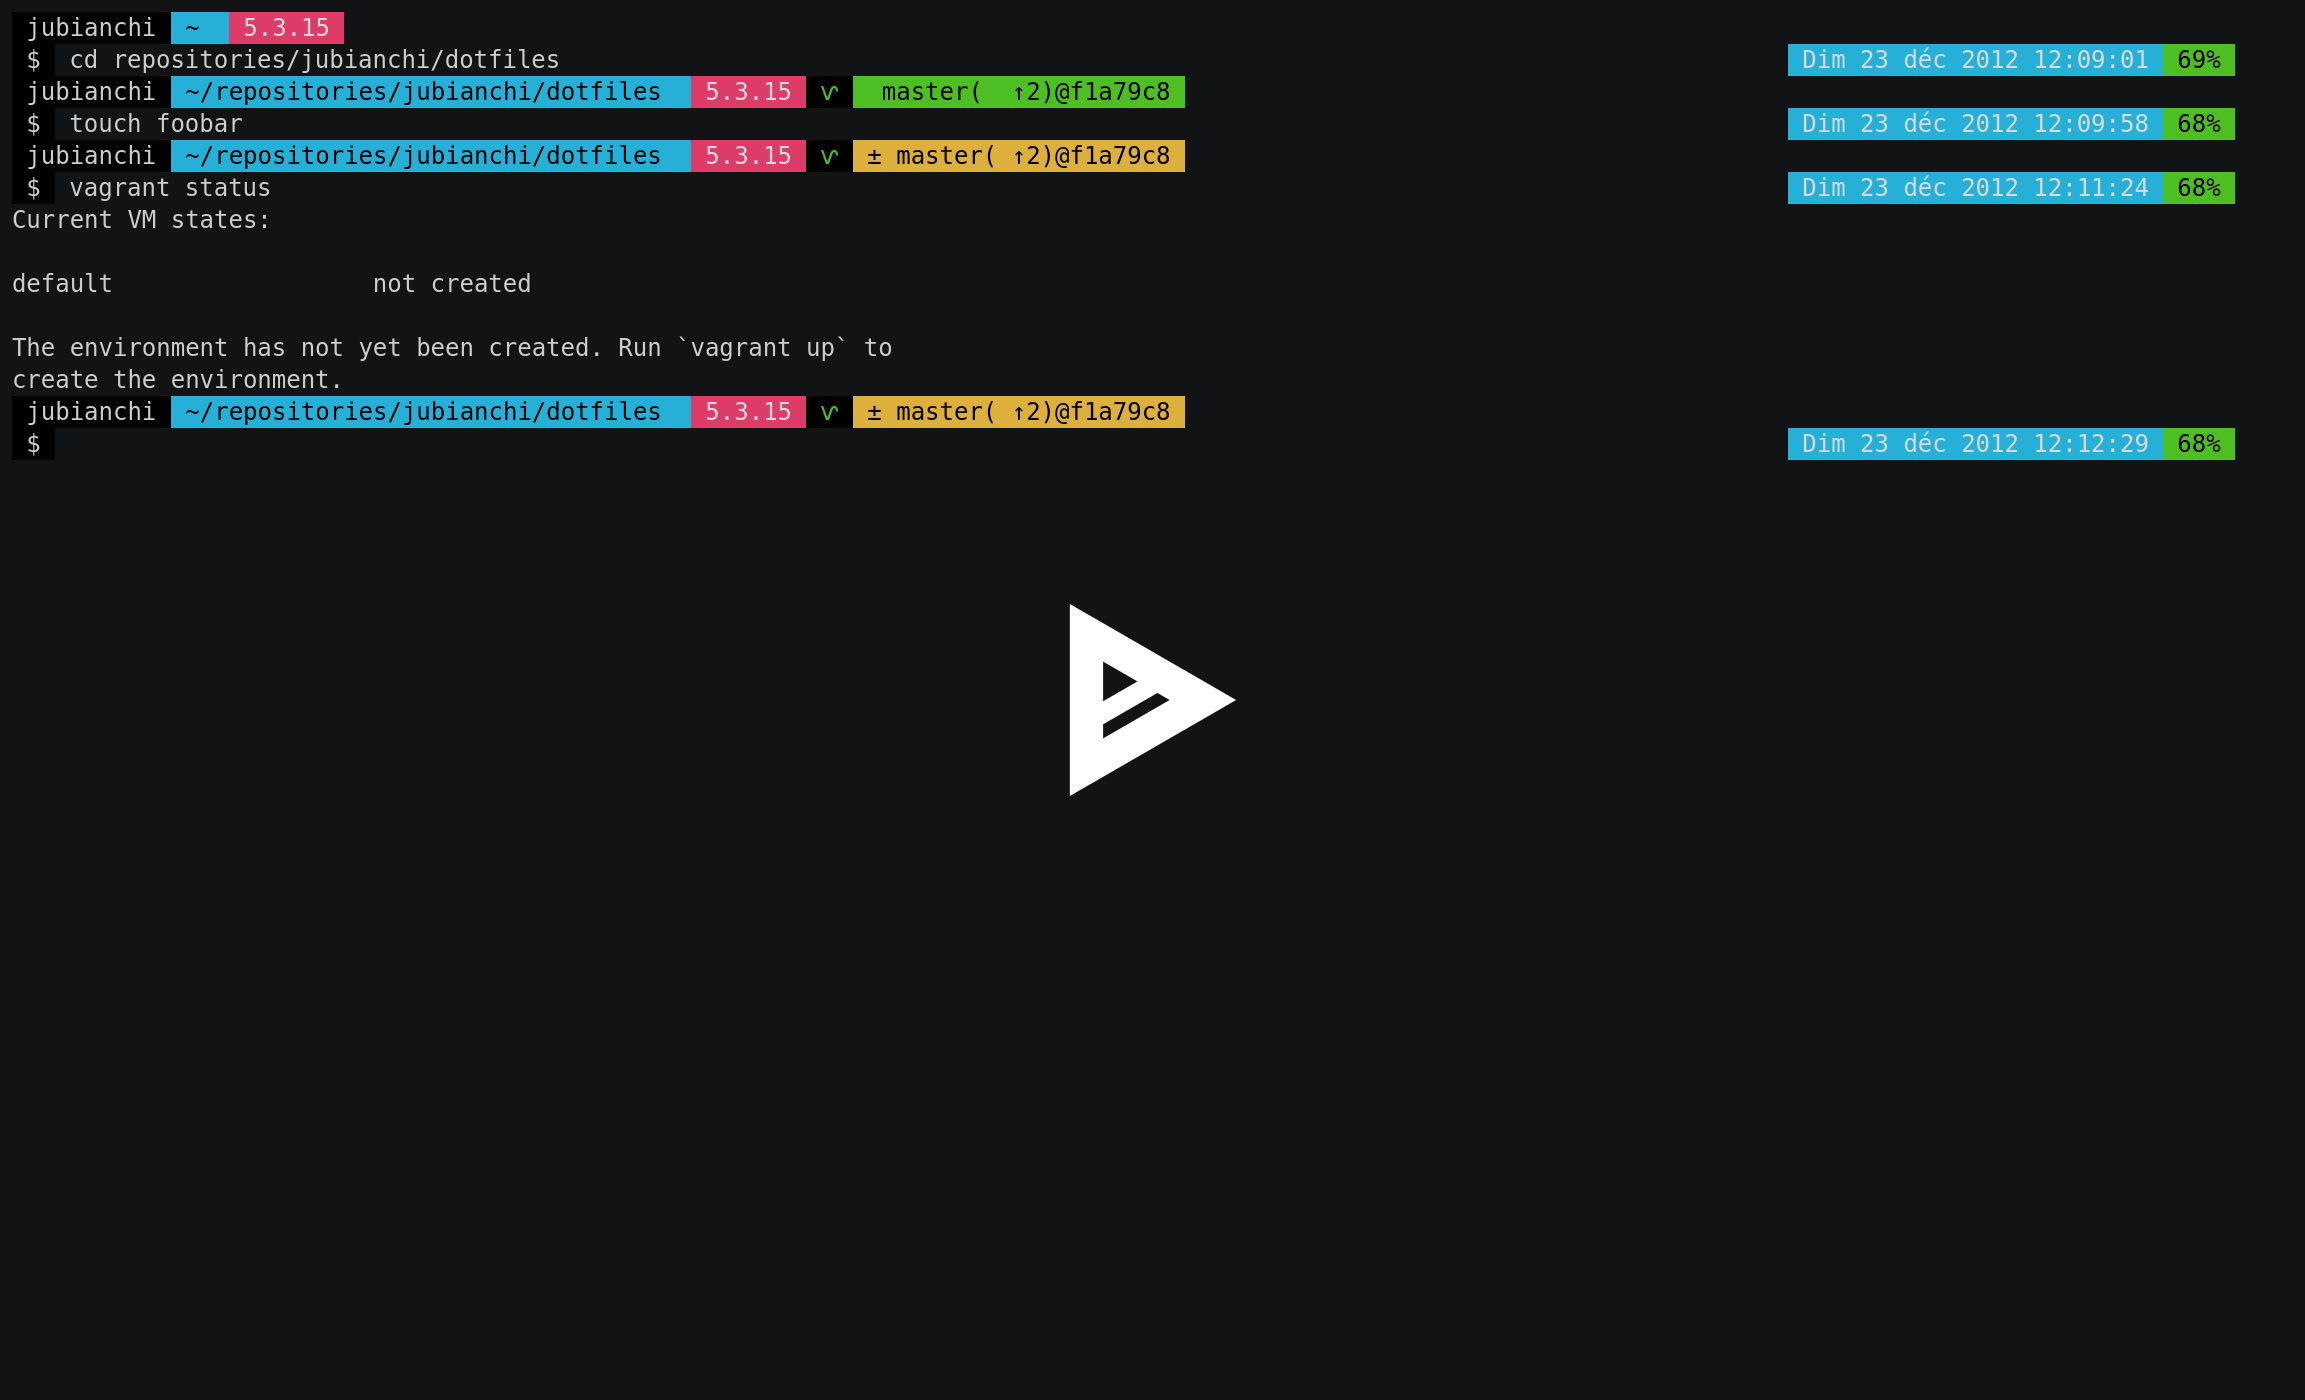 jubianchi ~ 5.3.15
$ cd repositories/jubianchi/dotfiles Dim 23 déc 2012 12:09:01 69%
jubianchi ~/repositories/jubianchi/dotfiles 5.3.15 ⚲ master( ↑2)@f1a79c8
$ touch foobar Dim 23 déc 2012 12:09:58 68%
jubianchi ~/repositories/jubianchi/dotfiles 5.3.15 ± master( ↑2)@f1a79c8
$ vagrant status Dim 23 déc 2012 12:11:24 68%
Current VM states:
default not created
The environment has not yet been created. Run `vagrant up` to
create the environment.
jubianchi ~/repositories/jubianchi/dotfiles 5.3.15 ± master( ↑2)@f1a79c8
$ Dim 23 déc 2012 12:12:29 68%